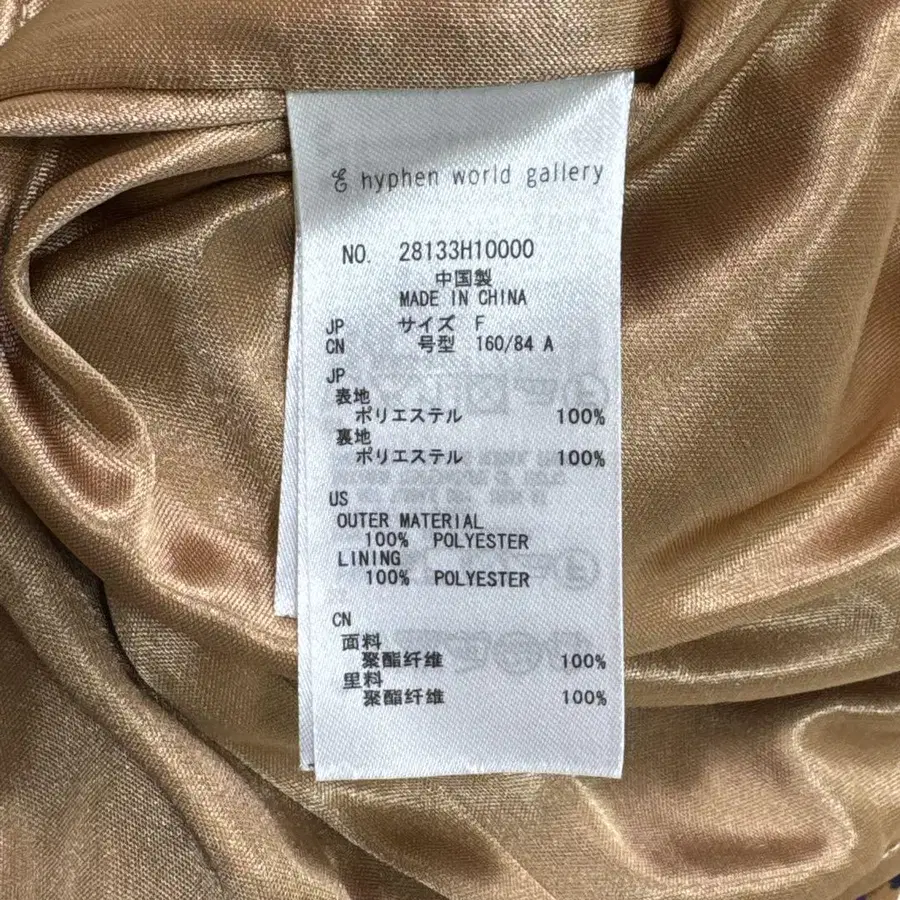 E hyphen world gallery
NO. 28133H10000
中国製
MADE IN CHINA
JP サイズ F
CN 号型 160/84 A
JP
表地
ポリエステル 100%
裏地
ポリエステル 100%
US
OUTER MATERIAL
100% POLYESTER
LINING
100% POLYESTER
CN
面料
聚酯纤维 100%
里料
聚酯纤维 100%